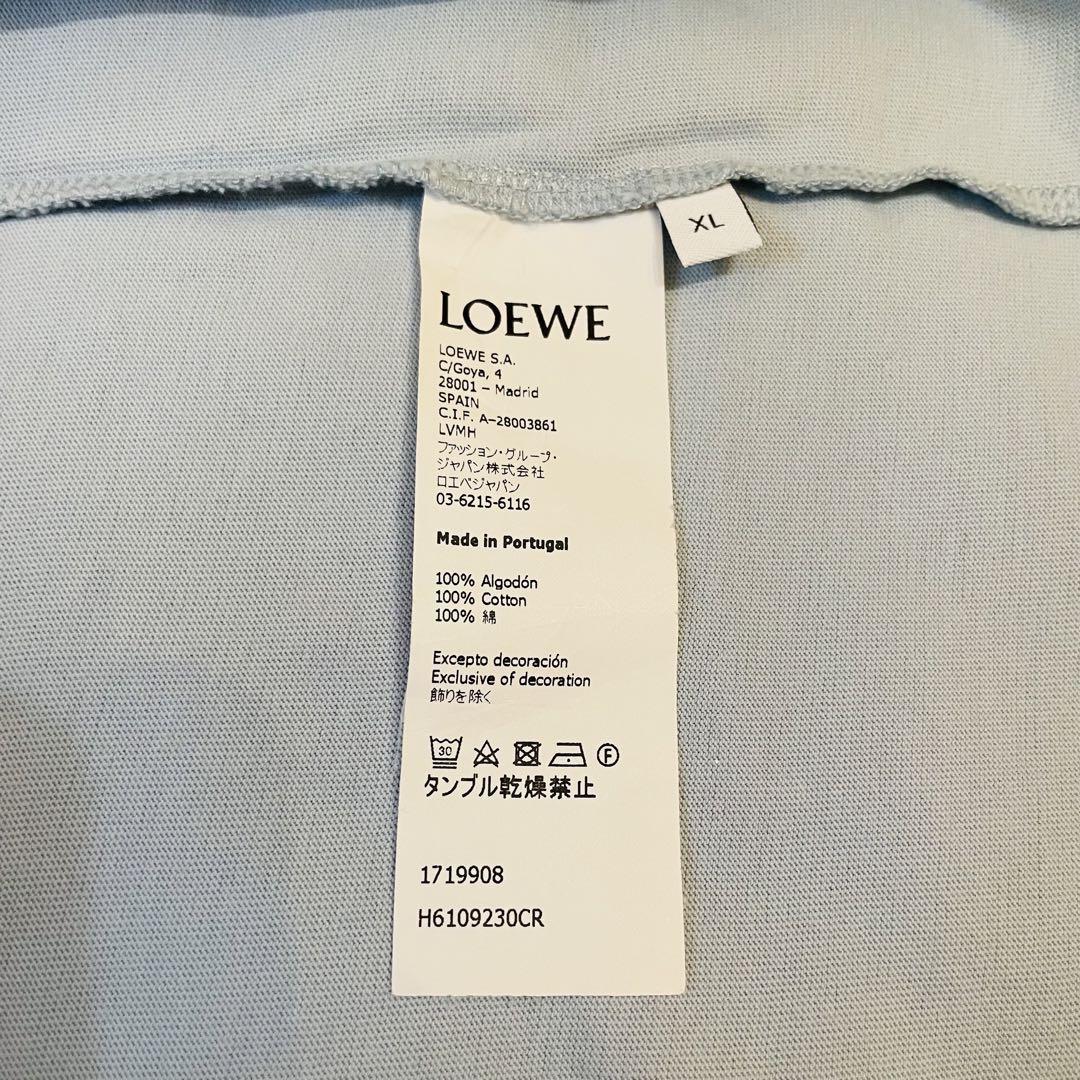 XL
LOEWE
LOEWE S.A.
C/Goya, 4
28001 – Madrid
SPAIN
C.I.F. A–28003861
LVMH
ファッション・グループ・
ジャパン株式会社
ロエベジャパン
03-6215-6116
Made in Portugal
100% Algodón
100% Cotton
100% 綿
Excepto decoración
Exclusive of decoration
飾りを除く
30 F
タンブル乾燥禁止
1719908
H6109230CR